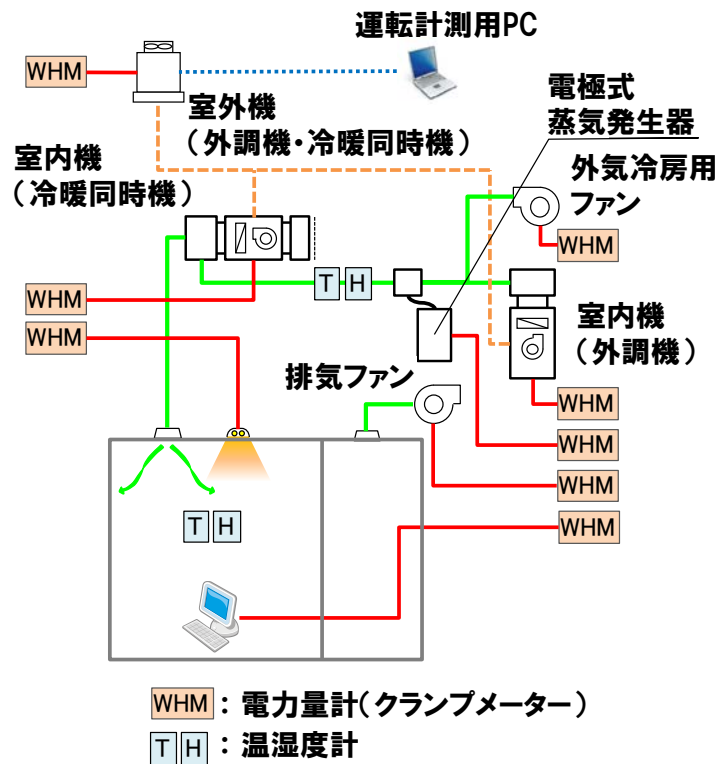 運転計測用PC
WHM
電極式
蒸気発生器
室外機
(外調機・冷暖同時機)
室内機
(冷暖同時機)
外気冷房用
ファン
WHM
T H
WHM
WHM
室内機
(外調機)
排気ファン
WHM
WHM
WHM
WHM
T H
WHM : 電力量計(クランプメーター)
T H : 温湿度計